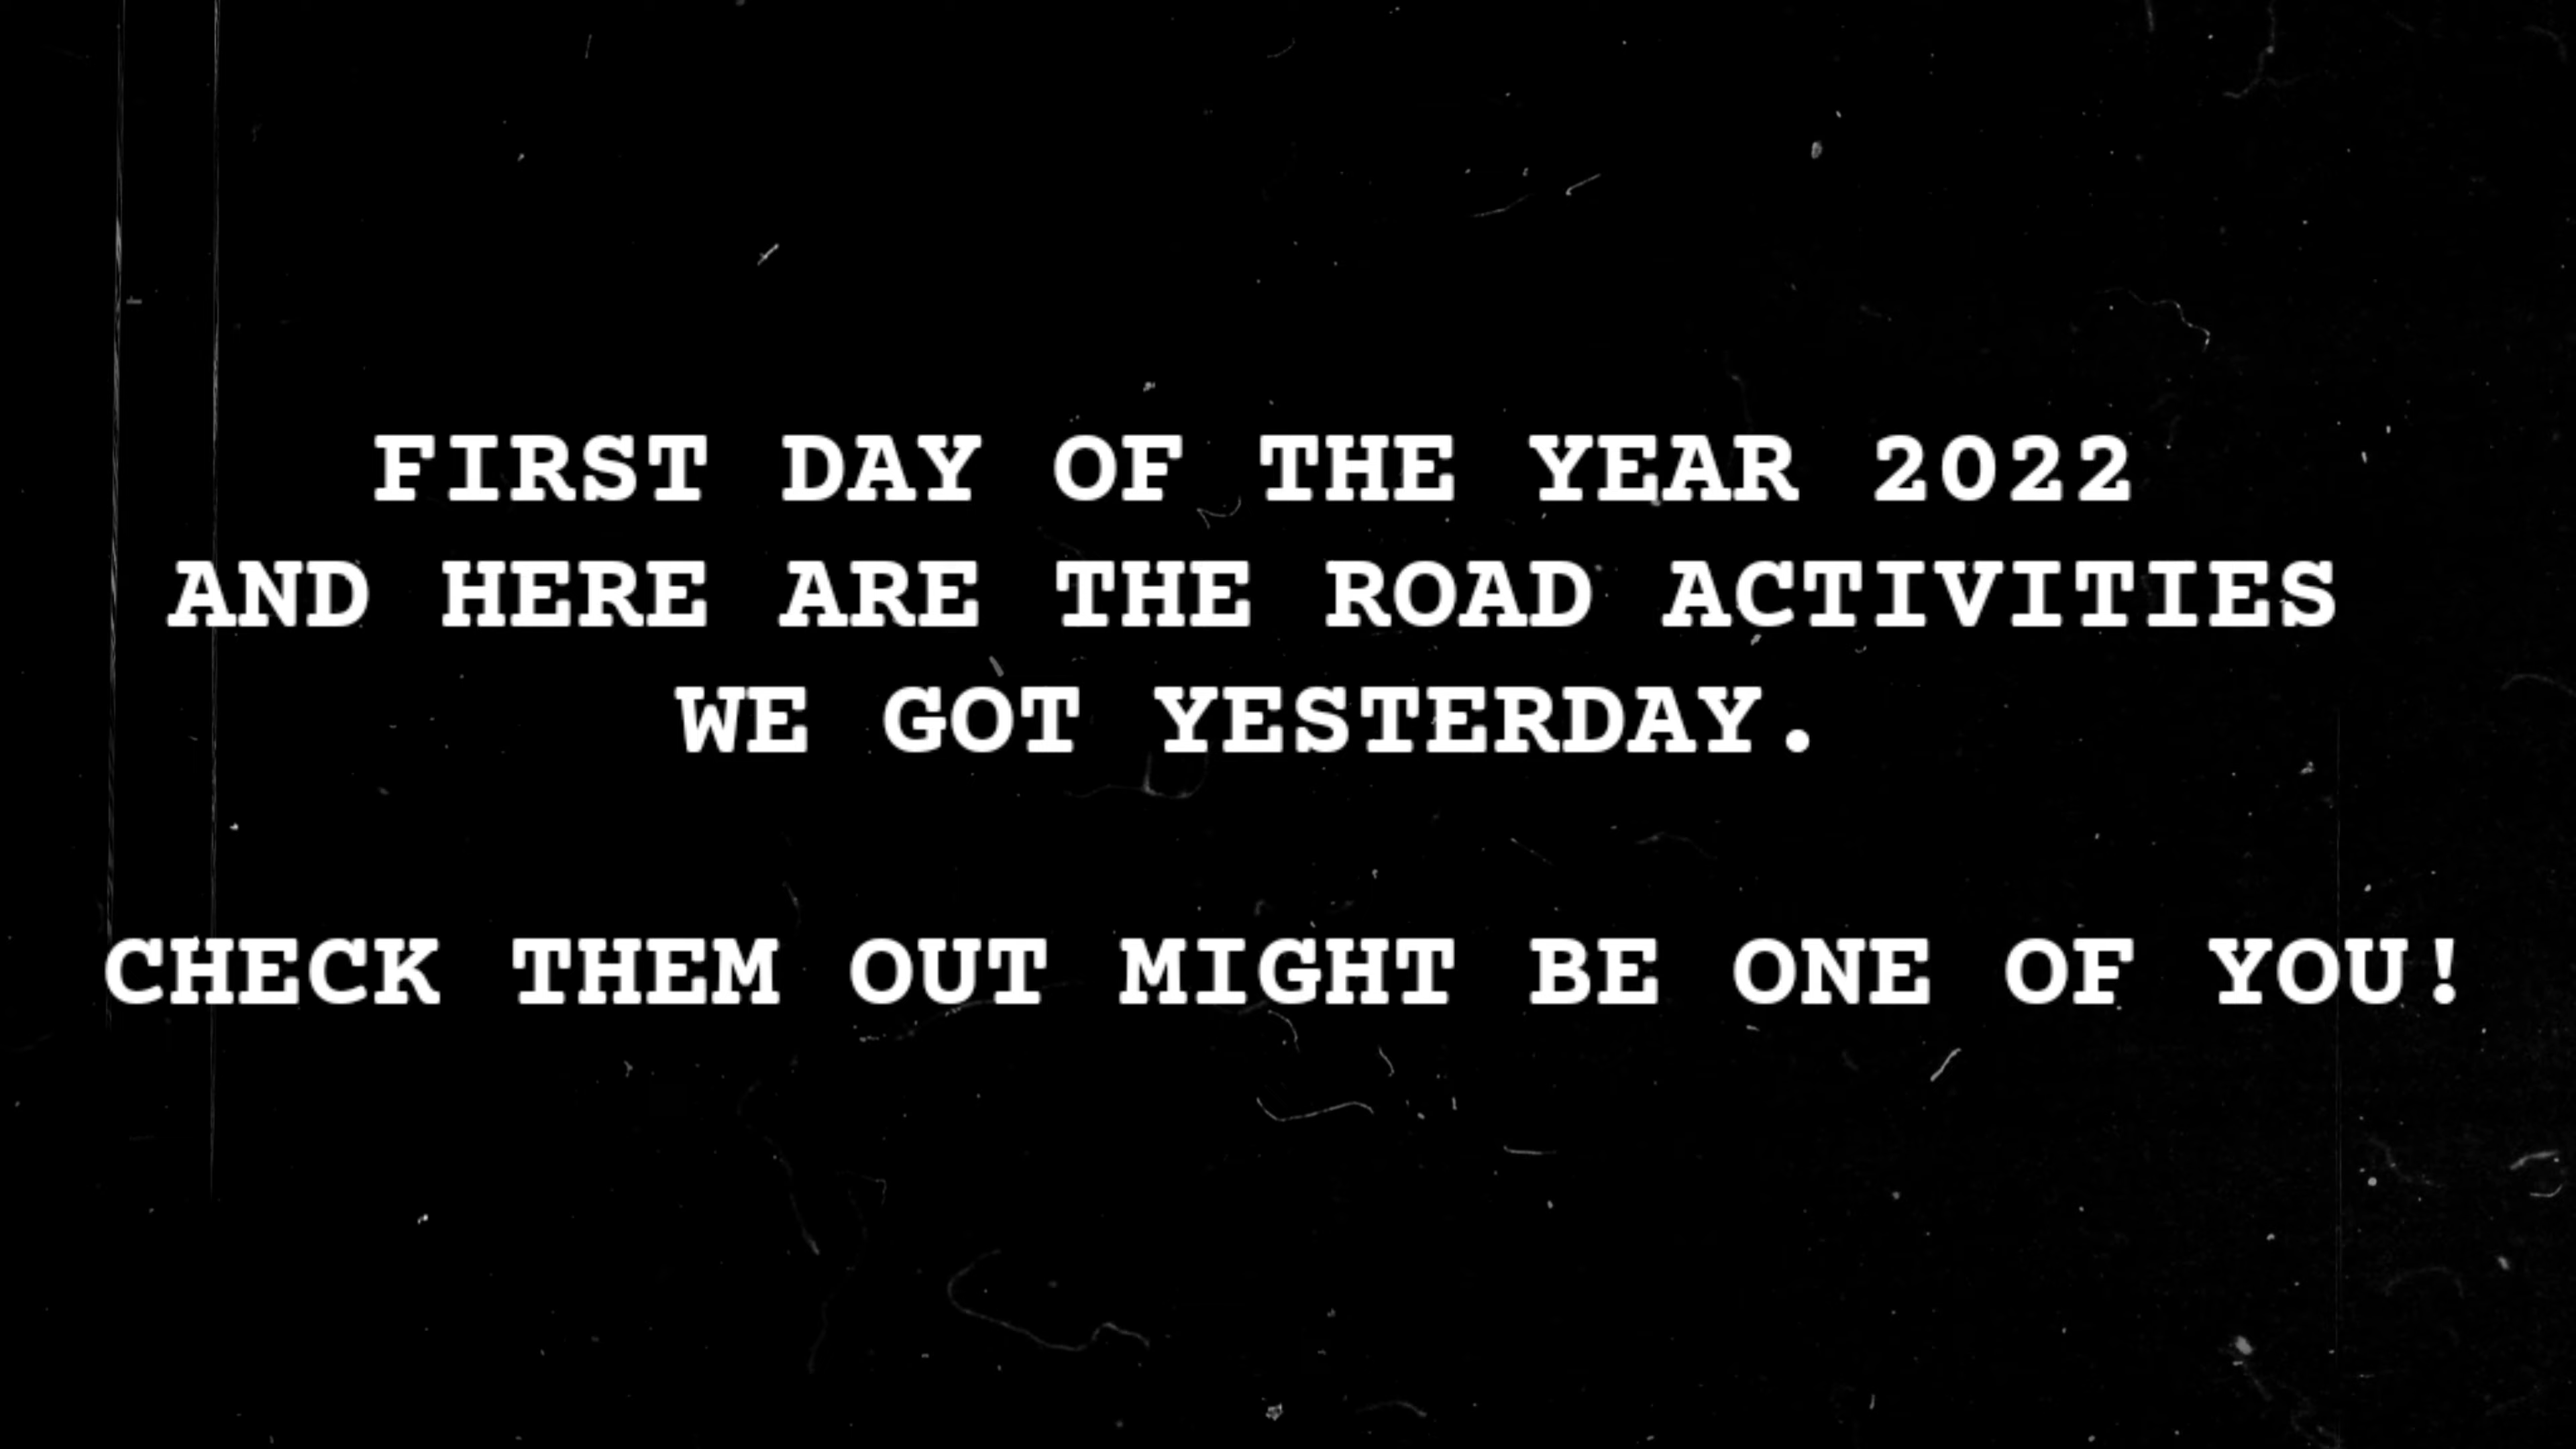 FIRST DAY OF THE YEAR 2022
AND HERE ARE THE ROAD ACTIVITIES
WE GOT YESTERDAY.
CHECK THEM OUT MIGHT BE ONE OF YOU!